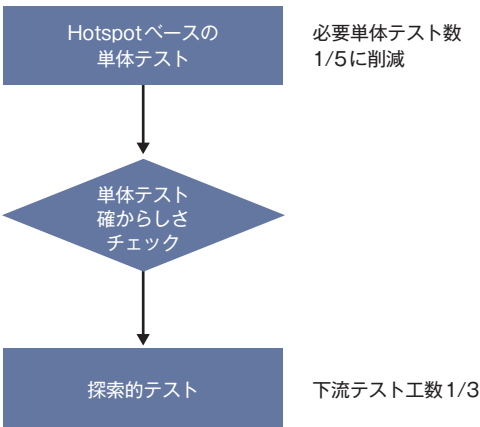 Hotspotベースの
単体テスト
必要単体テスト数
1/5に削減
単体テスト
確からしさ
チェック
探索的テスト
下流テスト工数1/3